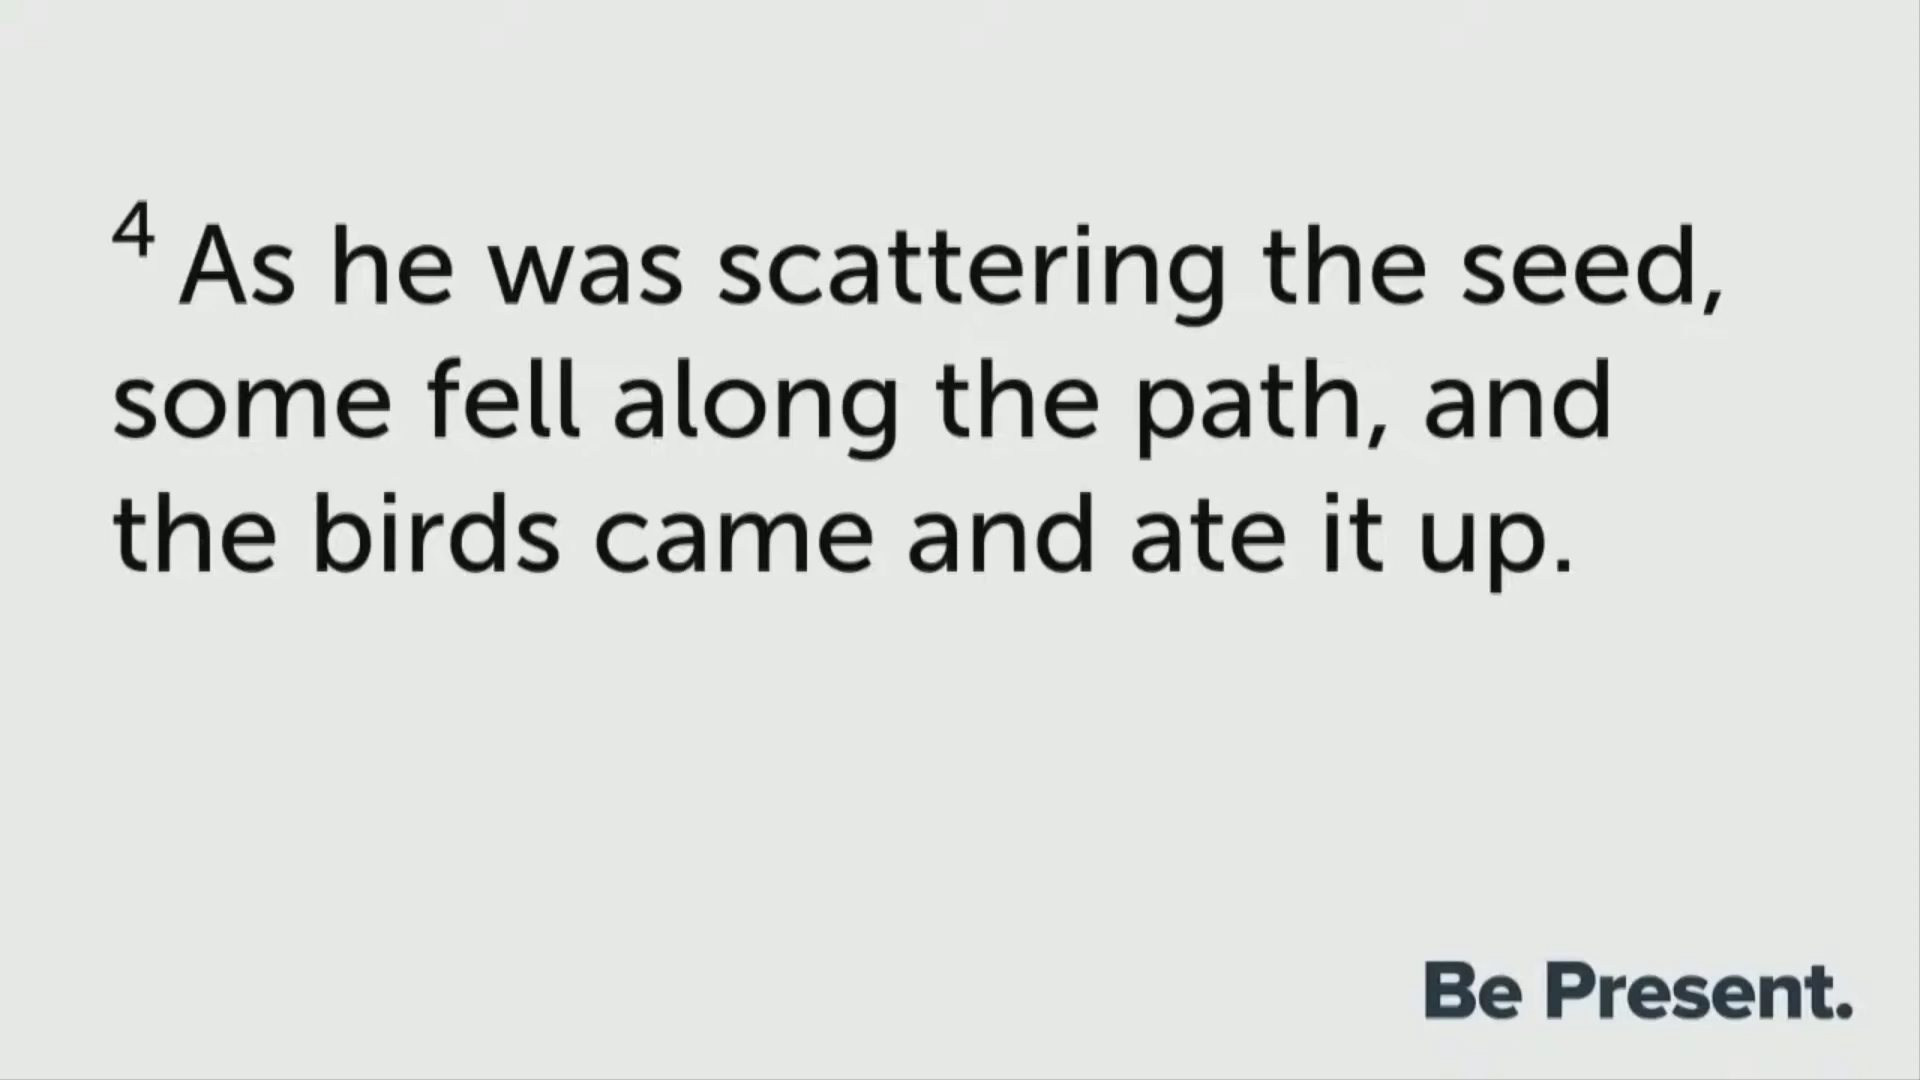 4 As he was scattering the seed,
some fell along the path, and
the birds came and ate it up.
Be Present.